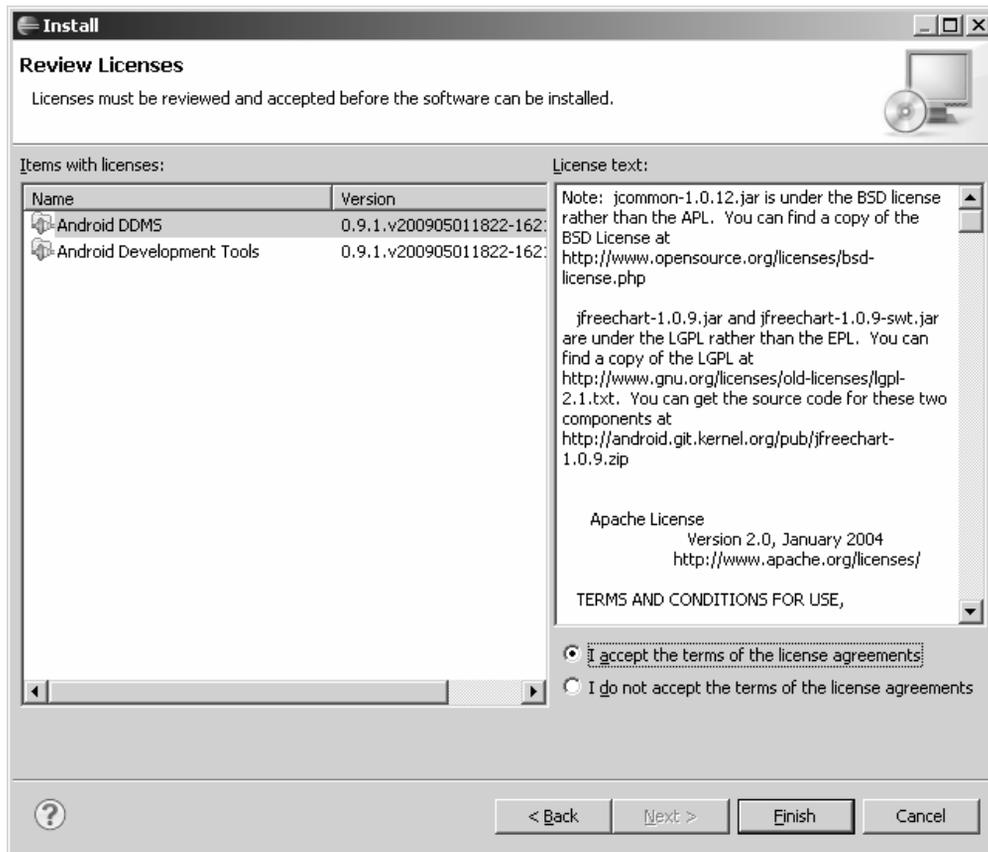 Install
Review Licenses
Licenses must be reviewed and accepted before the software can be installed.
Items with licenses:
Name Version
Android DDMS 0.9.1.v200905011822-1621
Android Development Tools 0.9.1.v200905011822-1621
License text:
Note: jcommon-1.0.12.jar is under the BSD license
rather than the APL. You can find a copy of the
BSD License at
http://www.opensource.org/licenses/bsd-
license.php
jfreechart-1.0.9.jar and jfreechart-1.0.9-swt.jar
are under the LGPL rather than the EPL. You can
find a copy of the LGPL at
http://www.gnu.org/licenses/old-licenses/lgpl-
2.1.txt. You can get the source code for these two
components at
http://android.git.kernel.org/pub/jfreechart-
1.0.9.zip
Apache License
Version 2.0, January 2004
http://www.apache.org/licenses/
TERMS AND CONDITIONS FOR USE,
I accept the terms of the license agreements
I do not accept the terms of the license agreements
?
< Back Next > Finish Cancel